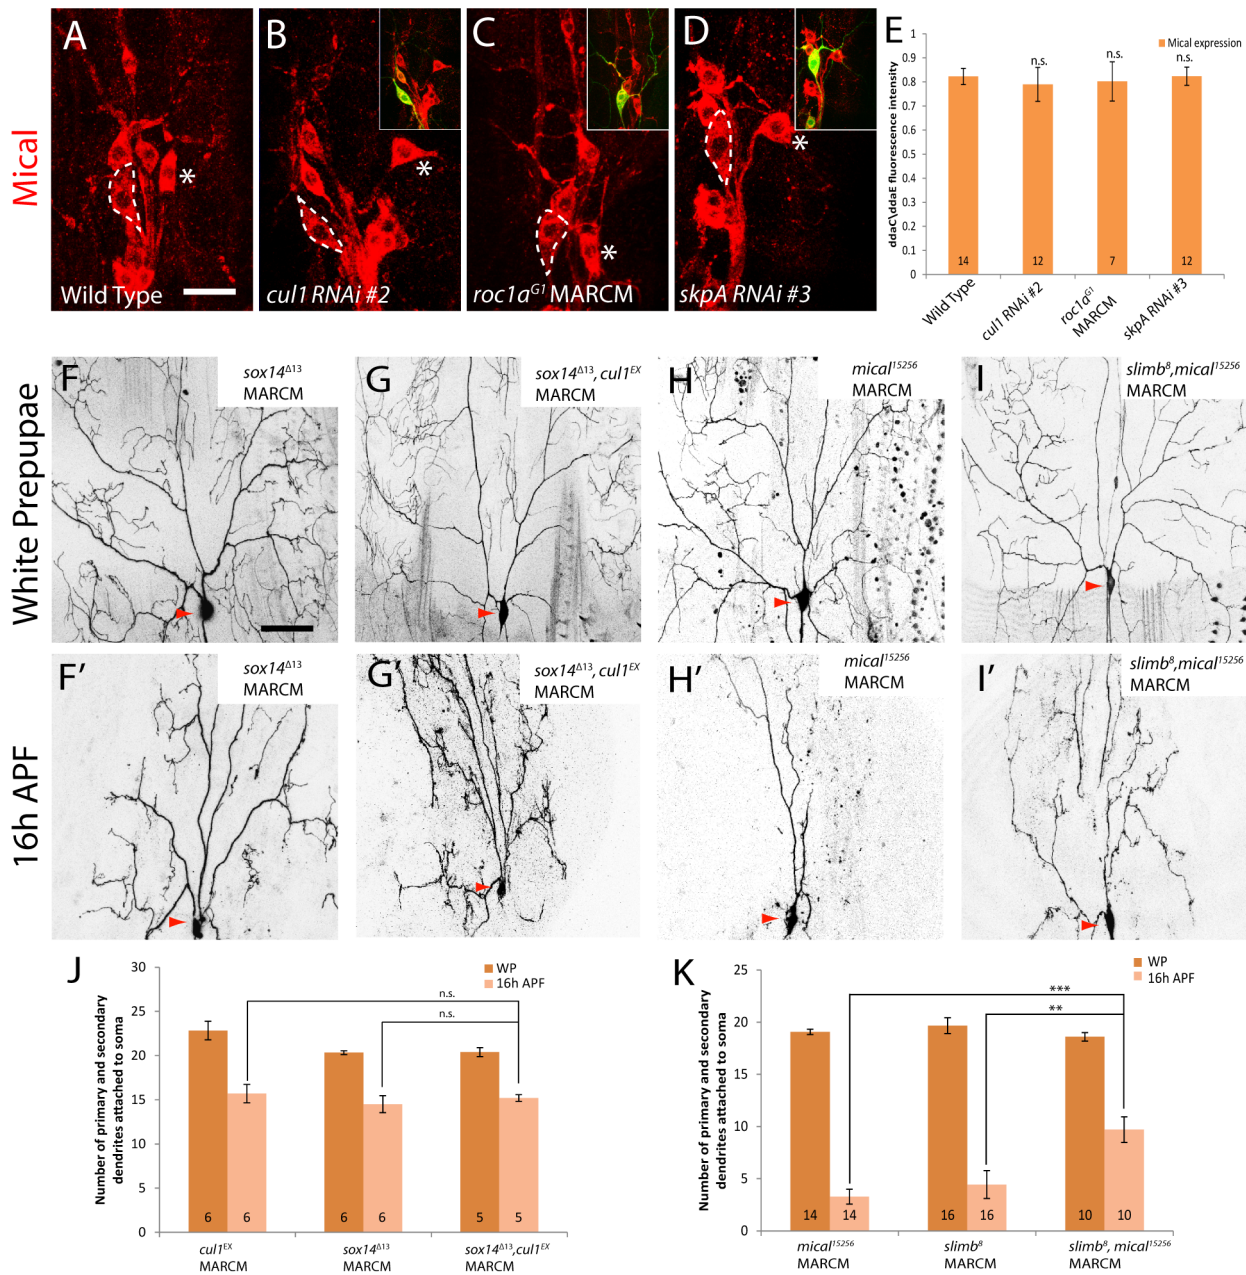 Mical
A
Wild Type
B
*
cul1 RNAi #2
C
*
roc1a^G1 MARCM
D
*
skpA RNAi #3
*
E
Mical expression
ddaC\ddaE fluorescence intensity
1
0.9
0.8
0.7
0.6
0.5
0.4
0.3
0.2
0.1
0
n.s.
n.s.
n.s.
14
12
7
12
Wild Type
cul1 RNAi #2
roc1a^G1
MARCM
skpA RNAi #3
White Prepupae
F
sox14^Δ13
MARCM
G
sox14^Δ13, cul1^EX
MARCM
H
mical^15256
MARCM
I
slimb^8,mical^15256
MARCM
16h APF
F'
sox14^Δ13
MARCM
G'
sox14^Δ13, cul1^EX
MARCM
H'
mical^15256
MARCM
I'
slimb^8,mical^15256
MARCM
J
WP
16h APF
Number of primary and secondary
dendrites attached to soma
30
25
20
15
10
5
0
n.s.
n.s.
6
6
6
6
5
5
cul1^EX
MARCM
sox14^Δ13
MARCM
sox14^Δ13,cul1^EX
MARCM
K
WP
16h APF
Number of primary and secondary
dendrites attached to soma
25
20
15
10
5
0
***
**
14
14
16
16
10
10
mical^15256
MARCM
slimb^8
MARCM
slimb^8, mical^15256
MARCM